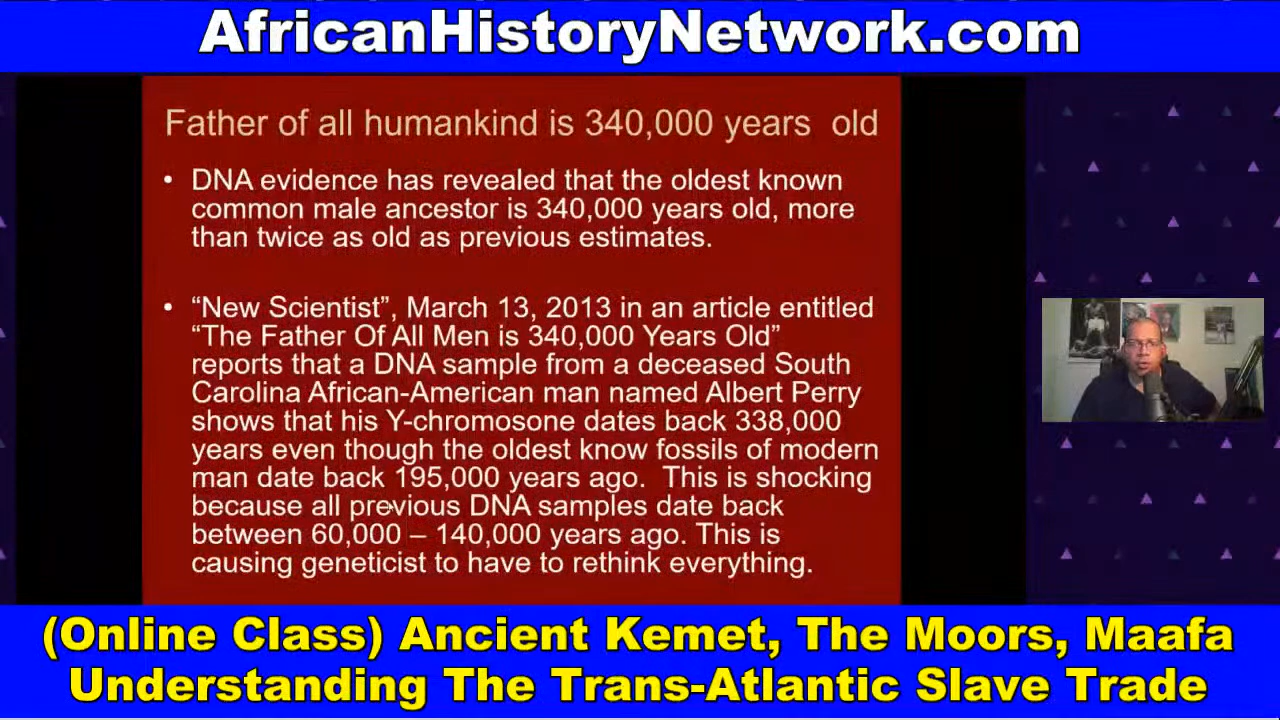 AfricanHistoryNetwork.com
Father of all humankind is 340,000 years old
• DNA evidence has revealed that the oldest known
common male ancestor is 340,000 years old, more
than twice as old as previous estimates.
• “New Scientist”, March 13, 2013 in an article entitled
“The Father Of All Men is 340,000 Years Old”
reports that a DNA sample from a deceased South
Carolina African-American man named Albert Perry
shows that his Y-chromosone dates back 338,000
years even though the oldest know fossils of modern
man date back 195,000 years ago. This is shocking
because all previous DNA samples date back
between 60,000 – 140,000 years ago. This is
causing geneticist to have to rethink everything.
(Online Class) Ancient Kemet, The Moors, Maafa
Understanding The Trans-Atlantic Slave Trade